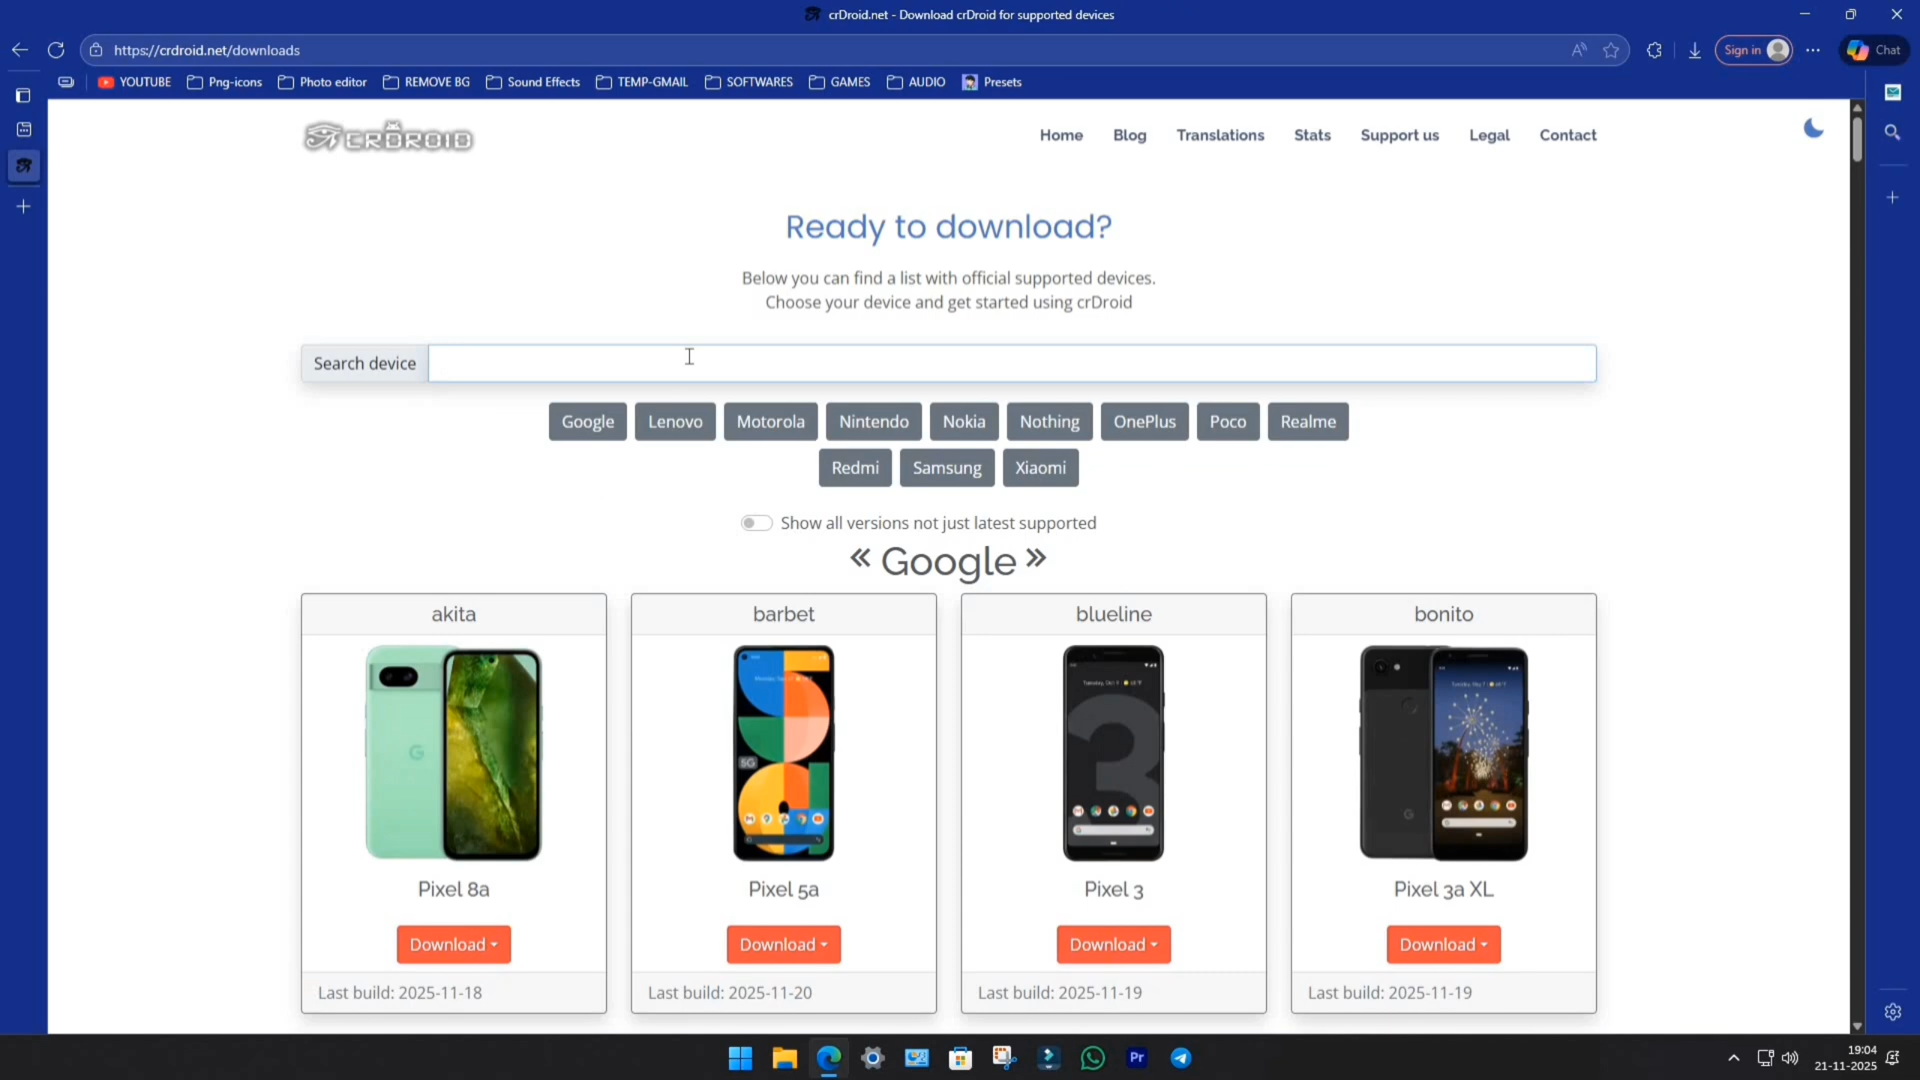 crDroid.net - Download crDroid for supported devices
https://crdroid.net/downloads
Sign in
Chat
YOUTUBE
Png-icons
Photo editor
REMOVE BG
Sound Effects
TEMP-GMAIL
SOFTWARES
GAMES
AUDIO
Presets
CRDROID
Home
Blog
Translations
Stats
Support us
Legal
Contact
Ready to download?
Below you can find a list with official supported devices.
Choose your device and get started using crDroid
Search device
Google
Lenovo
Motorola
Nintendo
Nokia
Nothing
OnePlus
Poco
Realme
Redmi
Samsung
Xiaomi
Show all versions not just latest supported
« Google »
akita
barbet
blueline
bonito
G
5G
3
Pixel 8a
Pixel 5a
Pixel 3
Pixel 3a XL
Download
Download
Download
Download
Last build: 2025-11-18
Last build: 2025-11-20
Last build: 2025-11-19
Last build: 2025-11-19
Pr
19:04
21-11-2025